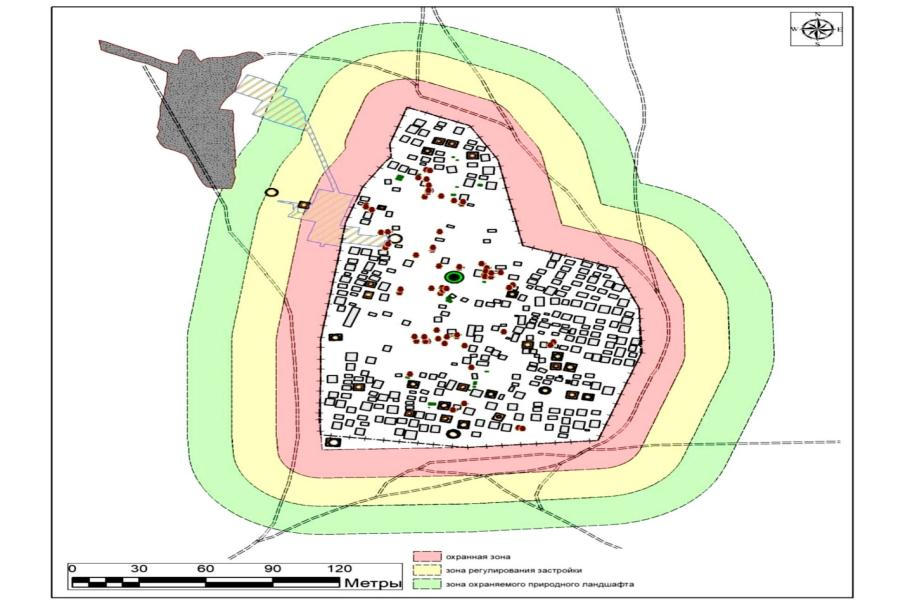 N
W E
S
охранная зона
зона регулирования застройки
зона охраняемого природного ландшафта
0 30 60 90 120
Метры